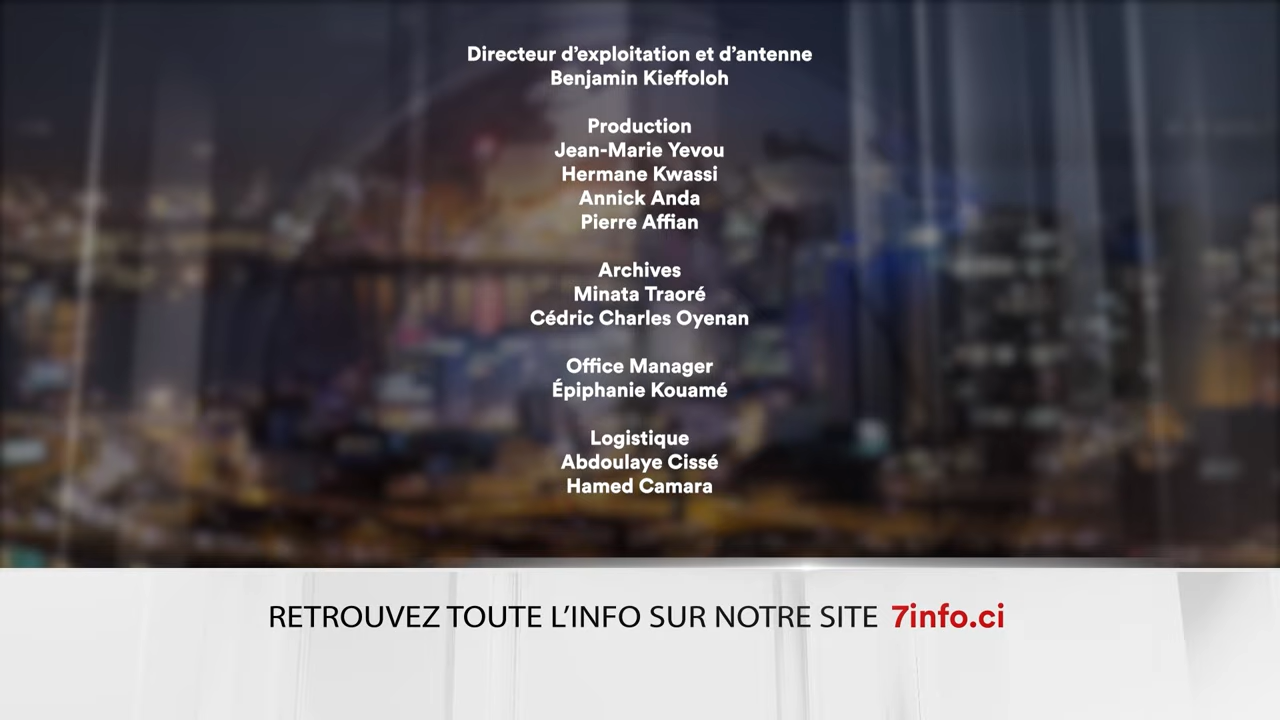 Directeur d’exploitation et d’antenne
Benjamin Kieffoloh
Production
Jean-Marie Yevou
Hermane Kwassi
Annick Anda
Pierre Affian
Archives
Minata Traoré
Cédric Charles Oyenan
Office Manager
Épiphanie Kouamé
Logistique
Abdoulaye Cissé
Hamed Camara
RETROUVEZ TOUTE L’INFO SUR NOTRE SITE 7info.ci